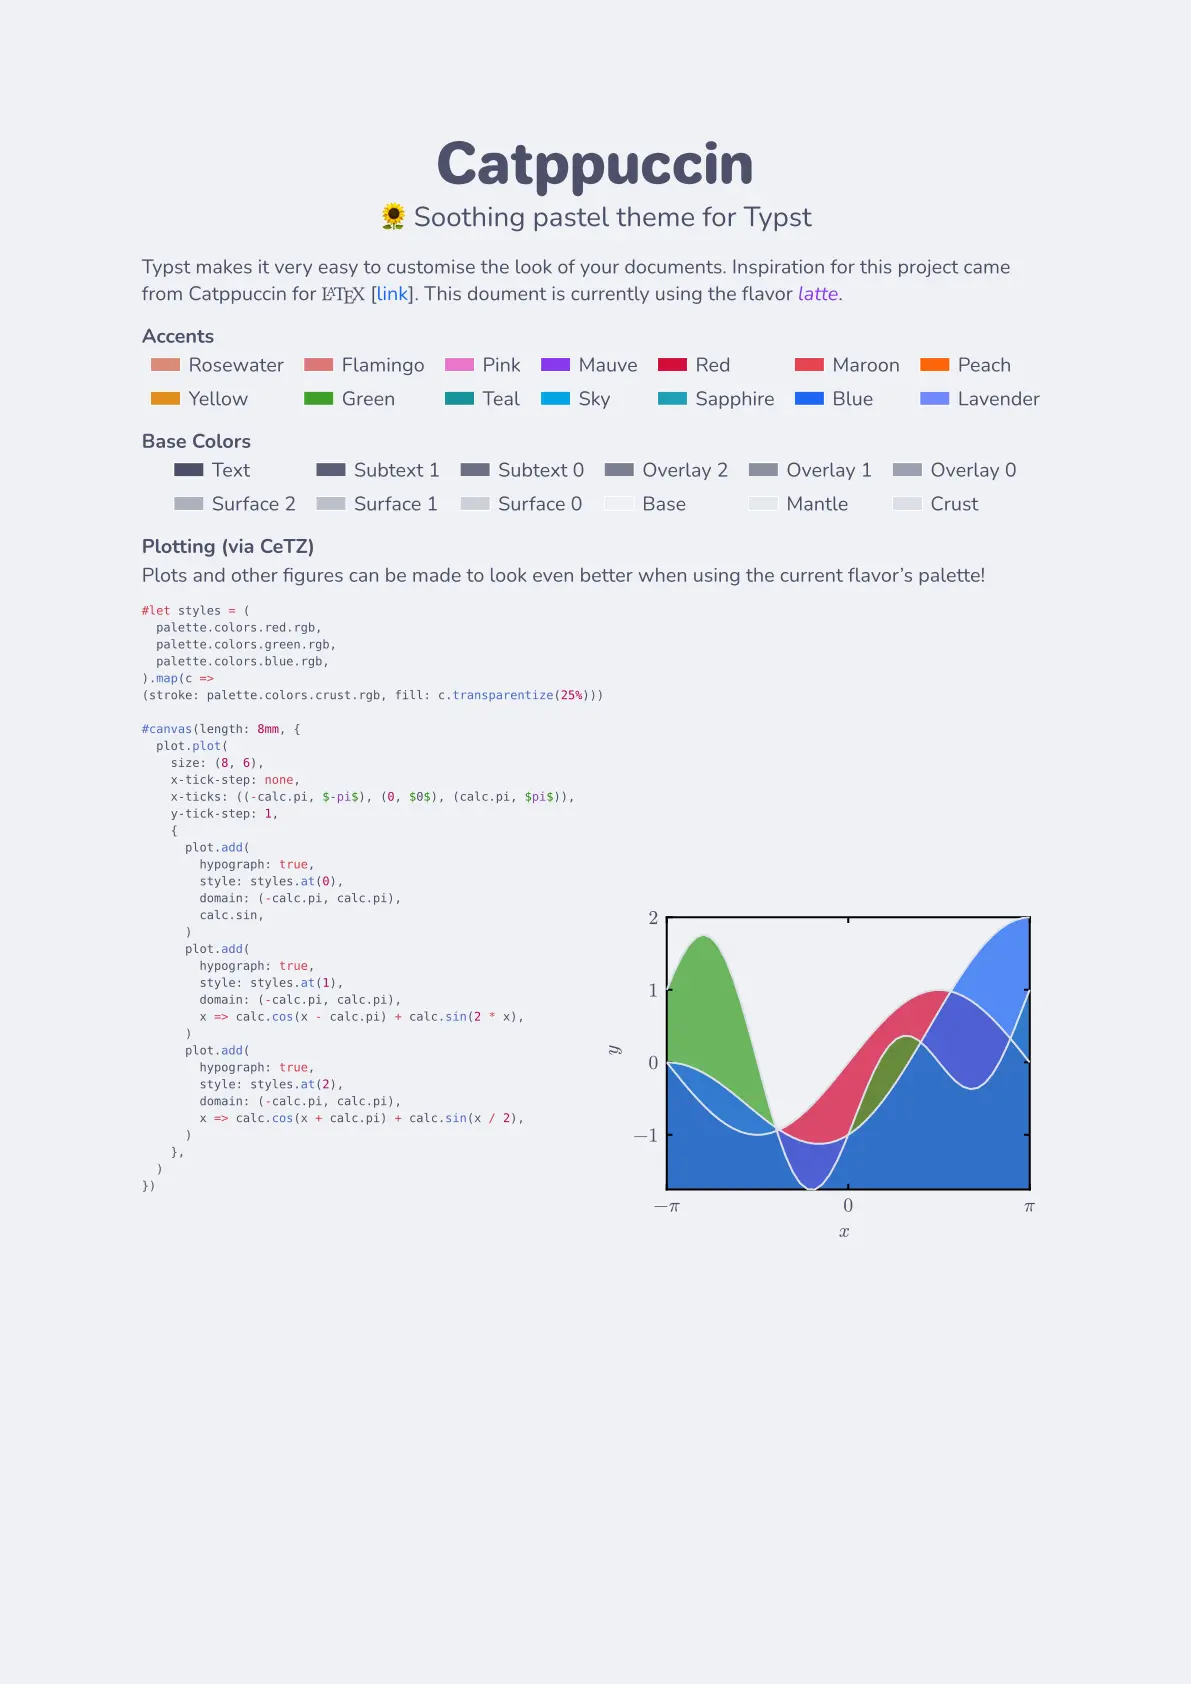 Catppuccin
🌻 Soothing pastel theme for Typst
Typst makes it very easy to customise the look of your documents. Inspiration for this project came
from Catppuccin for LATEX [link]. This doument is currently using the flavor latte.
Accents
Rosewater Flamingo Pink Mauve Red Maroon Peach
Yellow Green Teal Sky Sapphire Blue Lavender
Base Colors
Text Subtext 1 Subtext 0 Overlay 2 Overlay 1 Overlay 0
Surface 2 Surface 1 Surface 0 Base Mantle Crust
Plotting (via CeTZ)
Plots and other figures can be made to look even better when using the current flavor’s palette!
#let styles = (
  palette.colors.red.rgb,
  palette.colors.green.rgb,
  palette.colors.blue.rgb,
).map(c =>
(stroke: palette.colors.crust.rgb, fill: c.transparentize(25%)))

#canvas(length: 8mm, {
  plot.plot(
    size: (8, 6),
    x-tick-step: none,
    x-ticks: ((-calc.pi, $-pi$), (0, $0$), (calc.pi, $pi$)),
    y-tick-step: 1,
    {
      plot.add(
        hypograph: true,
        style: styles.at(0),
        domain: (-calc.pi, calc.pi),
        calc.sin,
      )
      plot.add(
        hypograph: true,
        style: styles.at(1),
        domain: (-calc.pi, calc.pi),
        x => calc.cos(x - calc.pi) + calc.sin(2 * x),
      )
      plot.add(
        hypograph: true,
        style: styles.at(2),
        domain: (-calc.pi, calc.pi),
        x => calc.cos(x + calc.pi) + calc.sin(x / 2),
      )
    },
  )
})
2
1
0
−1
y
−π 0 π
x